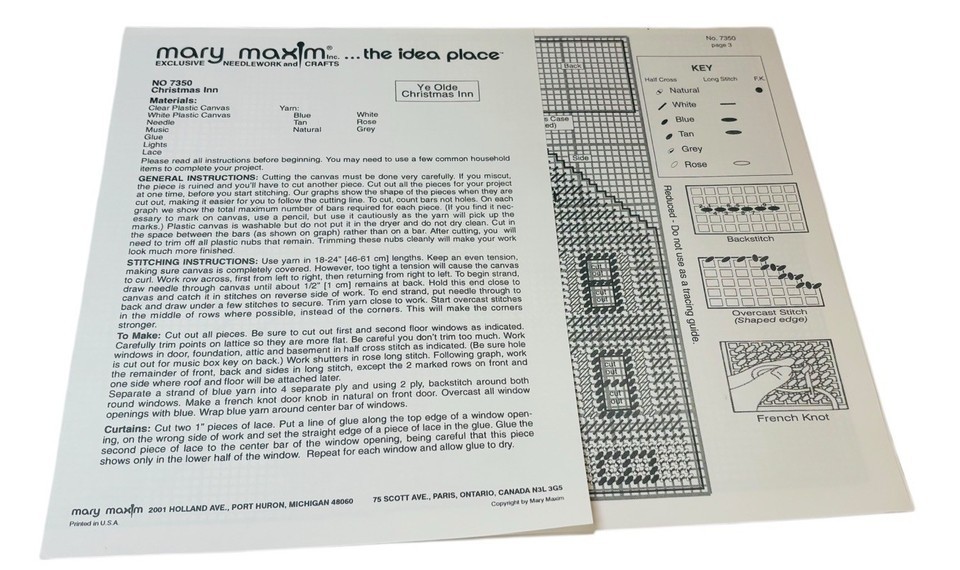 mary maxim® Inc. ...the idea place™
EXCLUSIVE NEEDLEWORK and CRAFTS
NO 7350
Christmas Inn
Ye Olde
Christmas Inn
Materials:
Clear Plastic Canvas
White Plastic Canvas
Needle
Music
Glue
Lights
Lace
Yarn:
Blue White
Tan Rose
Natural Grey
Please read all instructions before beginning. You may need to use a few common household
items to complete your project.
GENERAL INSTRUCTIONS: Cutting the canvas must be done very carefully. If you miscut,
the piece is ruined and you'll have to cut another piece. Cut out all the pieces for your project
at one time, before you start stitching. Our graphs show the shape of the pieces when they are
cut out, making it easier for you to follow the cutting line. To cut, count bars not holes. On each
graph we show the total maximum number of bars required for each piece. (If you find it nec-
essary to mark on canvas, use a pencil, but use it cautiously as the yarn will pick up the
marks.) Plastic canvas is washable but do not put it in the dryer and do not dry clean. Cut in
the space between the bars (as shown on graph) rather than on a bar. After cutting, you will
need to trim off all plastic nubs that remain. Trimming these nubs cleanly will make your work
look much more finished.
STITCHING INSTRUCTIONS: Use yarn in 18-24" [46-61 cm] lengths. Keep an even tension,
making sure canvas is completely covered. However, too tight a tension will cause the canvas
to curl. Work row across, first from left to right, then returning from right to left. To begin strand,
draw needle through canvas until about 1/2" [1 cm] remains at back. Hold this end close to
canvas and catch it in stitches on reverse side of work. To end strand, put needle through to
back and draw under a few stitches to secure. Trim yarn close to work. Start overcast stitches
in the middle of rows where possible, instead of the corners. This will make the corners
stronger.
To Make: Cut out all pieces. Be sure to cut out first and second floor windows as indicated.
Carefully trim points on lattice so they are more flat. Be careful you don't trim too much. Work
windows in door, foundation, attic and basement in half cross stitch as indicated. (Be sure hole
is cut out for music box key on back.) Work shutters in rose long stitch. Following graph, work
the remainder of front, back and sides in long stitch, except the 2 marked rows on front and
one side where roof and floor will be attached later.
Separate a strand of blue yarn into 4 separate ply and using 2 ply, backstitch around both
round windows. Make a french knot door knob in natural on front door. Overcast all window
openings with blue. Wrap blue yarn around center bar of windows.
Curtains: Cut two 1" pieces of lace. Put a line of glue along the top edge of a window open-
ing, on the wrong side of work and set the straight edge of a piece of lace in the glue. Glue the
second piece of lace to the center bar of the window opening, being careful that this piece
shows only in the lower half of the window. Repeat for each window and allow glue to dry.
mary maxim 2001 HOLLAND AVE., PORT HURON, MICHIGAN 48060 75 SCOTT AVE., PARIS, ONTARIO, CANADA N3L 3G5
Printed in U.S.A. Copyright by Mary Maxim
No. 7350
page 3
Back
s Case
ed)
Side
cut
out
cut
out
cut
out
cut
out
KEY
Half Cross Long Stitch F.K.
Natural
White
Blue
Tan
Grey
Rose
Reduced - Do not use as a tracing guide.
Backstitch
Overcast Stitch
(Shaped edge)
French Knot